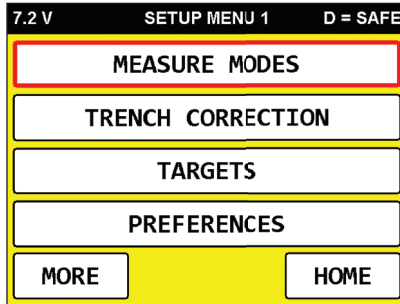 7.2 V SETUP MENU 1 D = SAFE
MEASURE MODES
TRENCH CORRECTION
TARGETS
PREFERENCES
MORE HOME